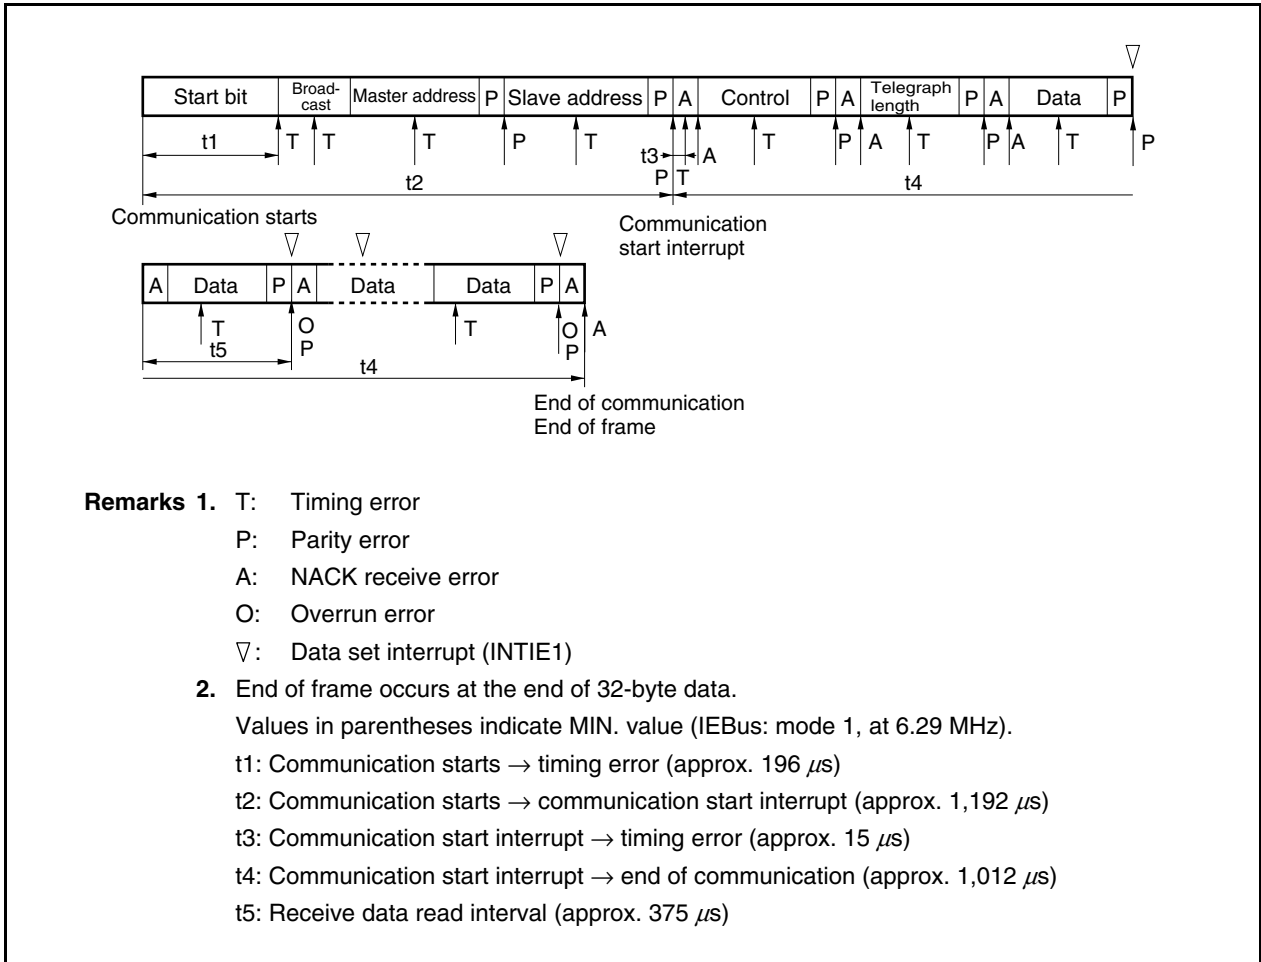 Start bit Broad-cast Master address P Slave address P A Control P A Telegraph length P A Data P
t1 T T T P T t3 A T P A T P A T P
P T
t2 t4
Communication starts
Communication
start interrupt
A Data P A Data Data P A
T O T O A
t5 P P
t4
End of communication
End of frame
Remarks 1. T: Timing error
P: Parity error
A: NACK receive error
O: Overrun error
▽: Data set interrupt (INTIE1)
2. End of frame occurs at the end of 32-byte data.
Values in parentheses indicate MIN. value (IEBus: mode 1, at 6.29 MHz).
t1: Communication starts → timing error (approx. 196 μs)
t2: Communication starts → communication start interrupt (approx. 1,192 μs)
t3: Communication start interrupt → timing error (approx. 15 μs)
t4: Communication start interrupt → end of communication (approx. 1,012 μs)
t5: Receive data read interval (approx. 375 μs)